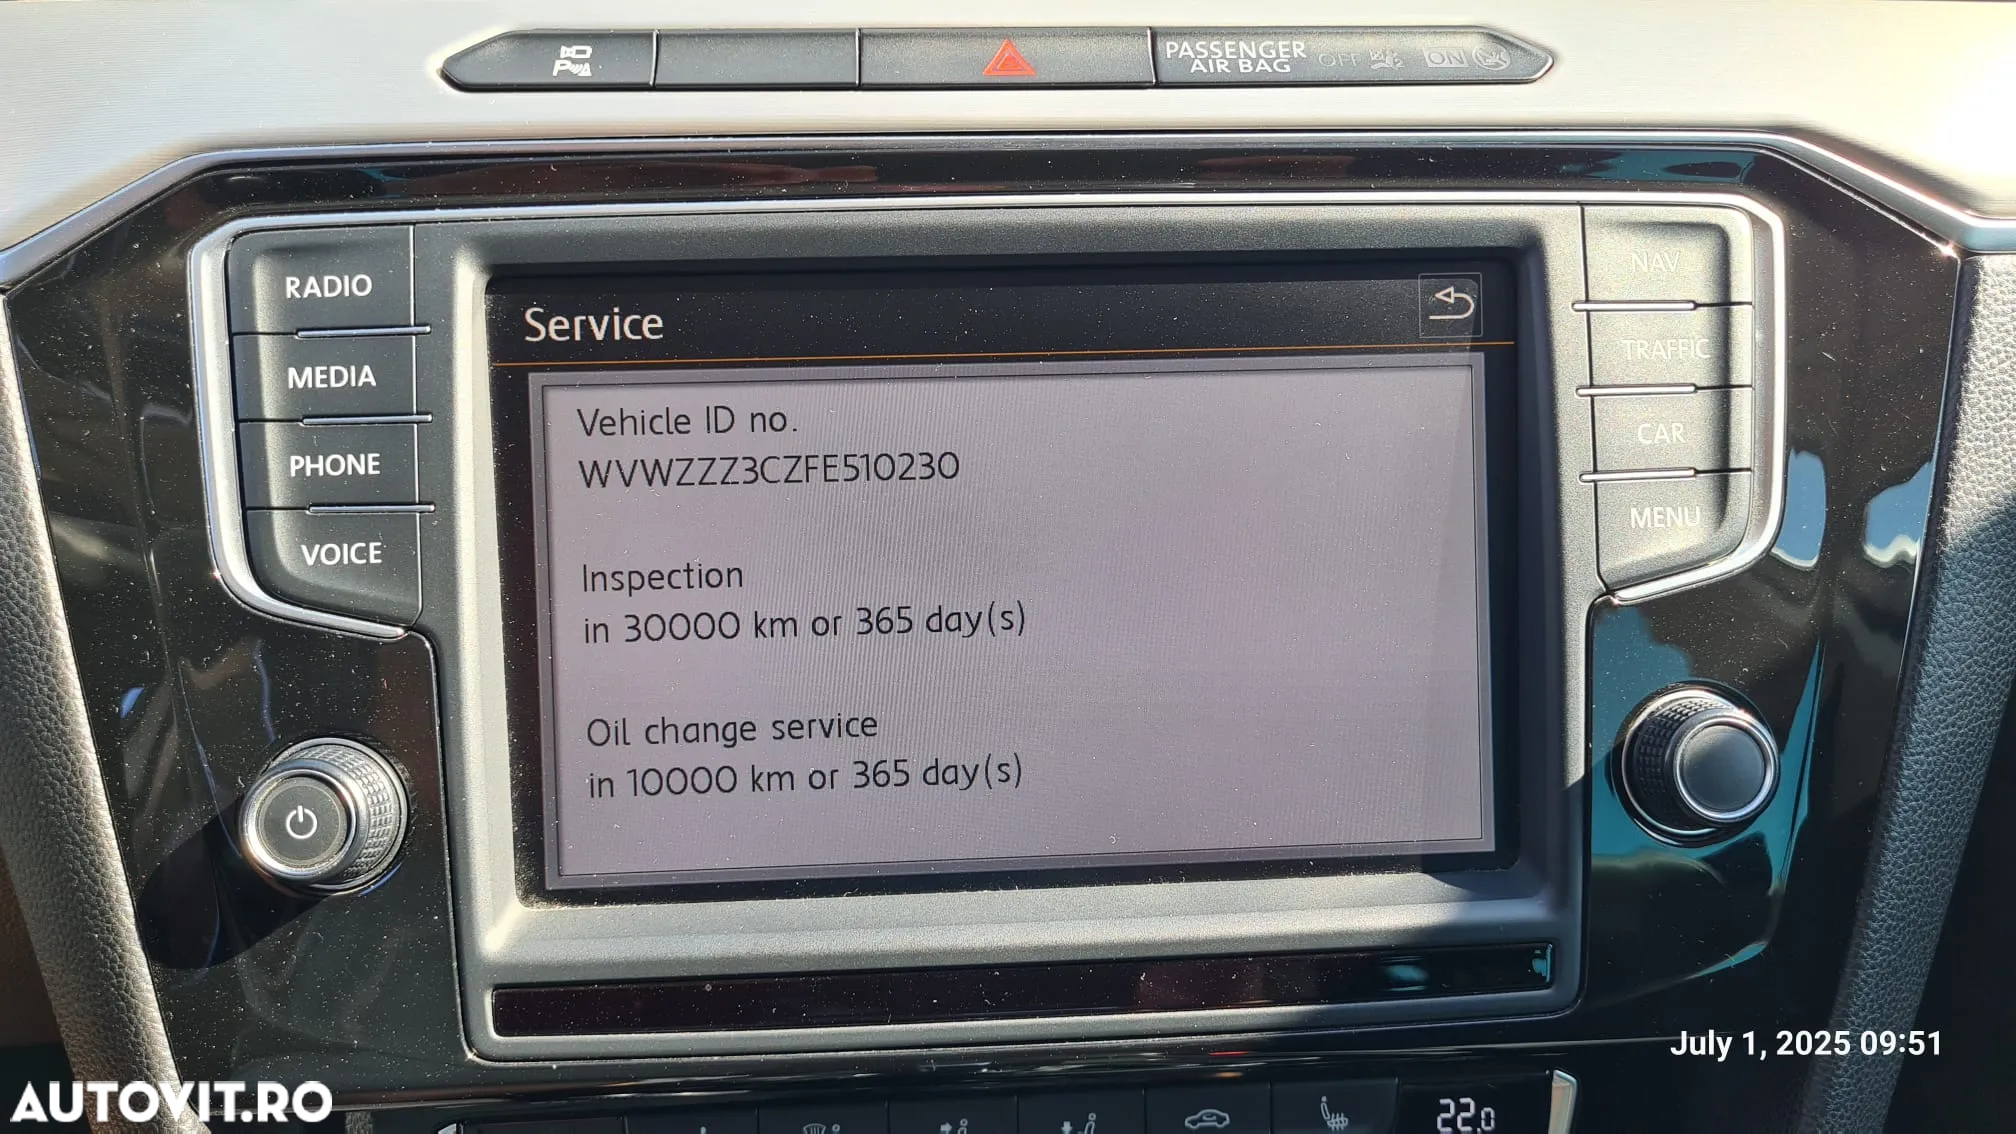 PASSENGER
AIR BAG OFF ON
RADIO
MEDIA
PHONE
VOICE
Service
Vehicle ID no.
WVWZZZ3CZFE510230
Inspection
in 30000 km or 365 day(s)
Oil change service
in 10000 km or 365 day(s)
NAV
TRAFFIC
CAR
MENU
July 1, 2025 09:51
AUTOVIT.RO
22.0